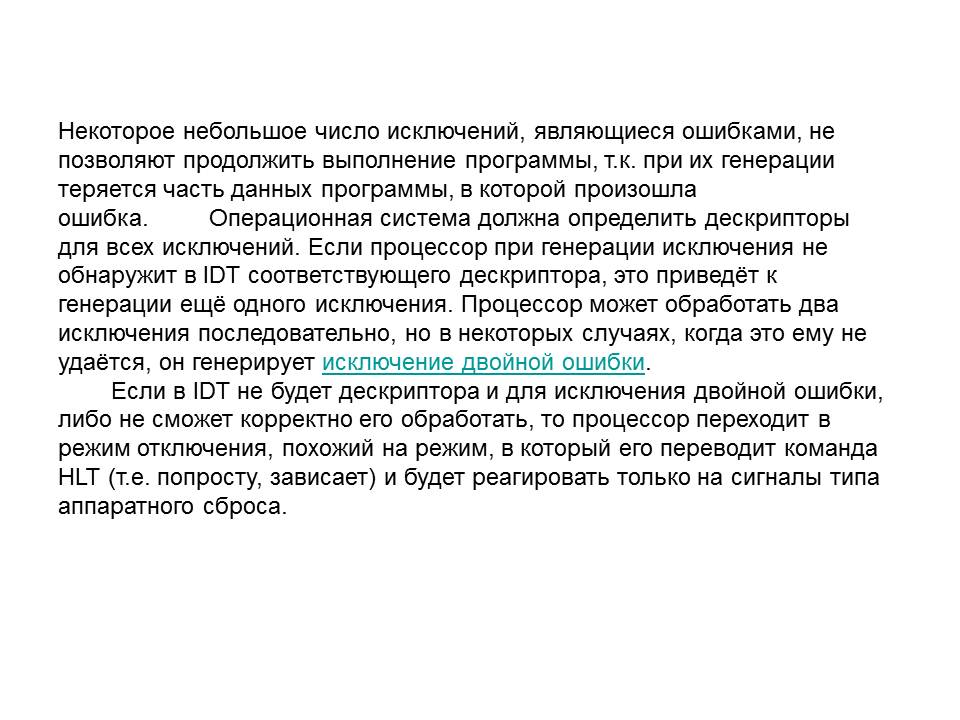 Некоторое небольшое число исключений, являющиеся ошибками, не
позволяют продолжить выполнение программы, т.к. при их генерации
теряется часть данных программы, в которой произошла
ошибка. Операционная система должна определить дескрипторы
для всех исключений. Если процессор при генерации исключения не
обнаружит в IDT соответствующего дескриптора, это приведёт к
генерации ещё одного исключения. Процессор может обработать два
исключения последовательно, но в некоторых случаях, когда это ему не
удаётся, он генерирует исключение двойной ошибки.
Если в IDT не будет дескриптора и для исключения двойной ошибки,
либо не сможет корректно его обработать, то процессор переходит в
режим отключения, похожий на режим, в который его переводит команда
HLT (т.е. попросту, зависает) и будет реагировать только на сигналы типа
аппаратного сброса.